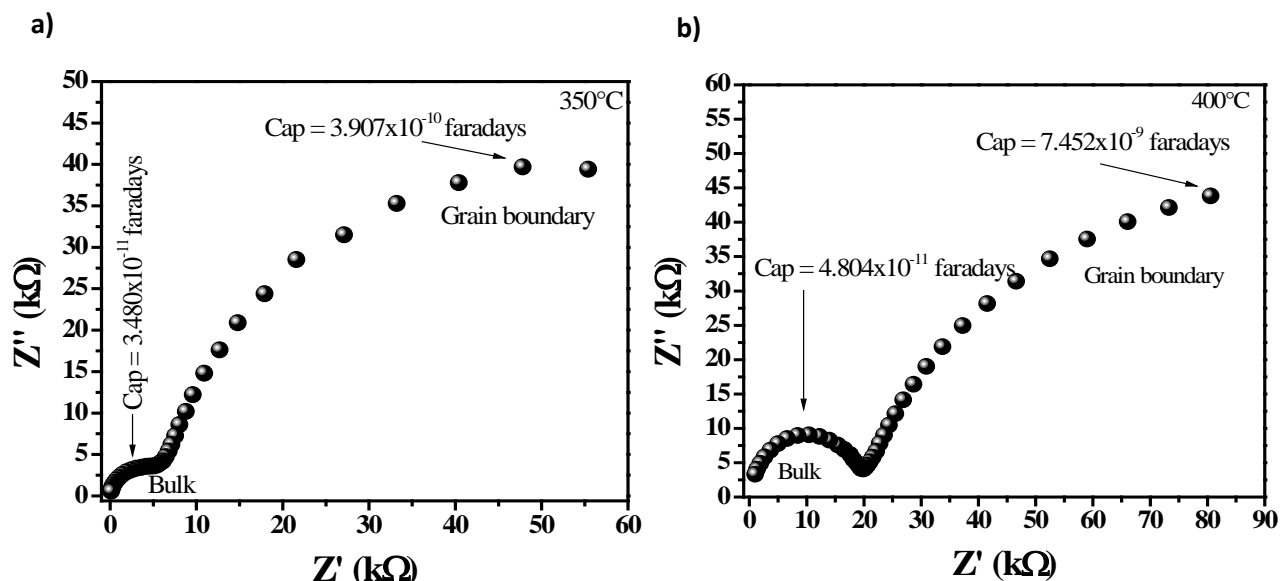 a)
50
45
40
35
30
25
20
15
10
5
0
Z'' (kΩ)
350°C
Cap = 3.907x10⁻¹⁰ faradays
Cap = 3.480x10⁻¹¹ faradays
Grain boundary
Bulk
0 10 20 30 40 50 60
Z' (kΩ)
b)
60
55
50
45
40
35
30
25
20
15
10
5
0
Z'' (kΩ)
400°C
Cap = 7.452x10⁻⁹ faradays
Cap = 4.804x10⁻¹¹ faradays
Grain boundary
Bulk
0 10 20 30 40 50 60 70 80 90
Z' (kΩ)